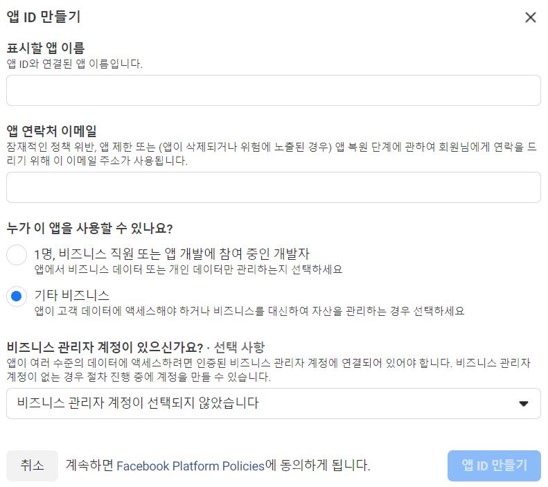 앱 ID 만들기
표시할 앱 이름
앱 ID와 연결된 앱 이름입니다.
앱 연락처 이메일
잠재적인 정책 위반, 앱 제한 또는 (앱이 삭제되거나 위험에 노출된 경우) 앱 복원 단계에 관하여 회원님에게 연락을 드
리기 위해 이 이메일 주소가 사용됩니다.
누가 이 앱을 사용할 수 있나요?
1명, 비즈니스 직원 또는 앱 개발에 참여 중인 개발자
앱에서 비즈니스 데이터 또는 개인 데이터만 관리하는지 선택하세요
기타 비즈니스
앱이 고객 데이터에 액세스해야 하거나 비즈니스를 대신하여 자산을 관리하는 경우 선택하세요
비즈니스 관리자 계정이 있으신가요? · 선택 사항
앱이 여러 수준의 데이터에 액세스하려면 인증된 비즈니스 관리자 계정에 연결되어 있어야 합니다. 비즈니스 관리자
계정이 없는 경우 절차 진행 중에 계정을 만들 수 있습니다.
비즈니스 관리자 계정이 선택되지 않았습니다
취소 계속하면 Facebook Platform Policies에 동의하게 됩니다. 앱 ID 만들기